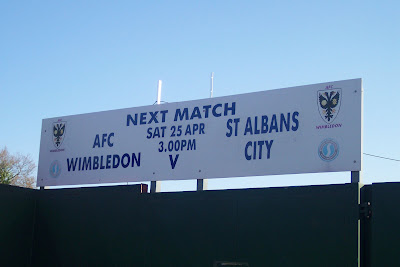 NEXT MATCH
AFC WIMBLEDON
SAT 25 APR
3.00PM
V
ST ALBANS CITY